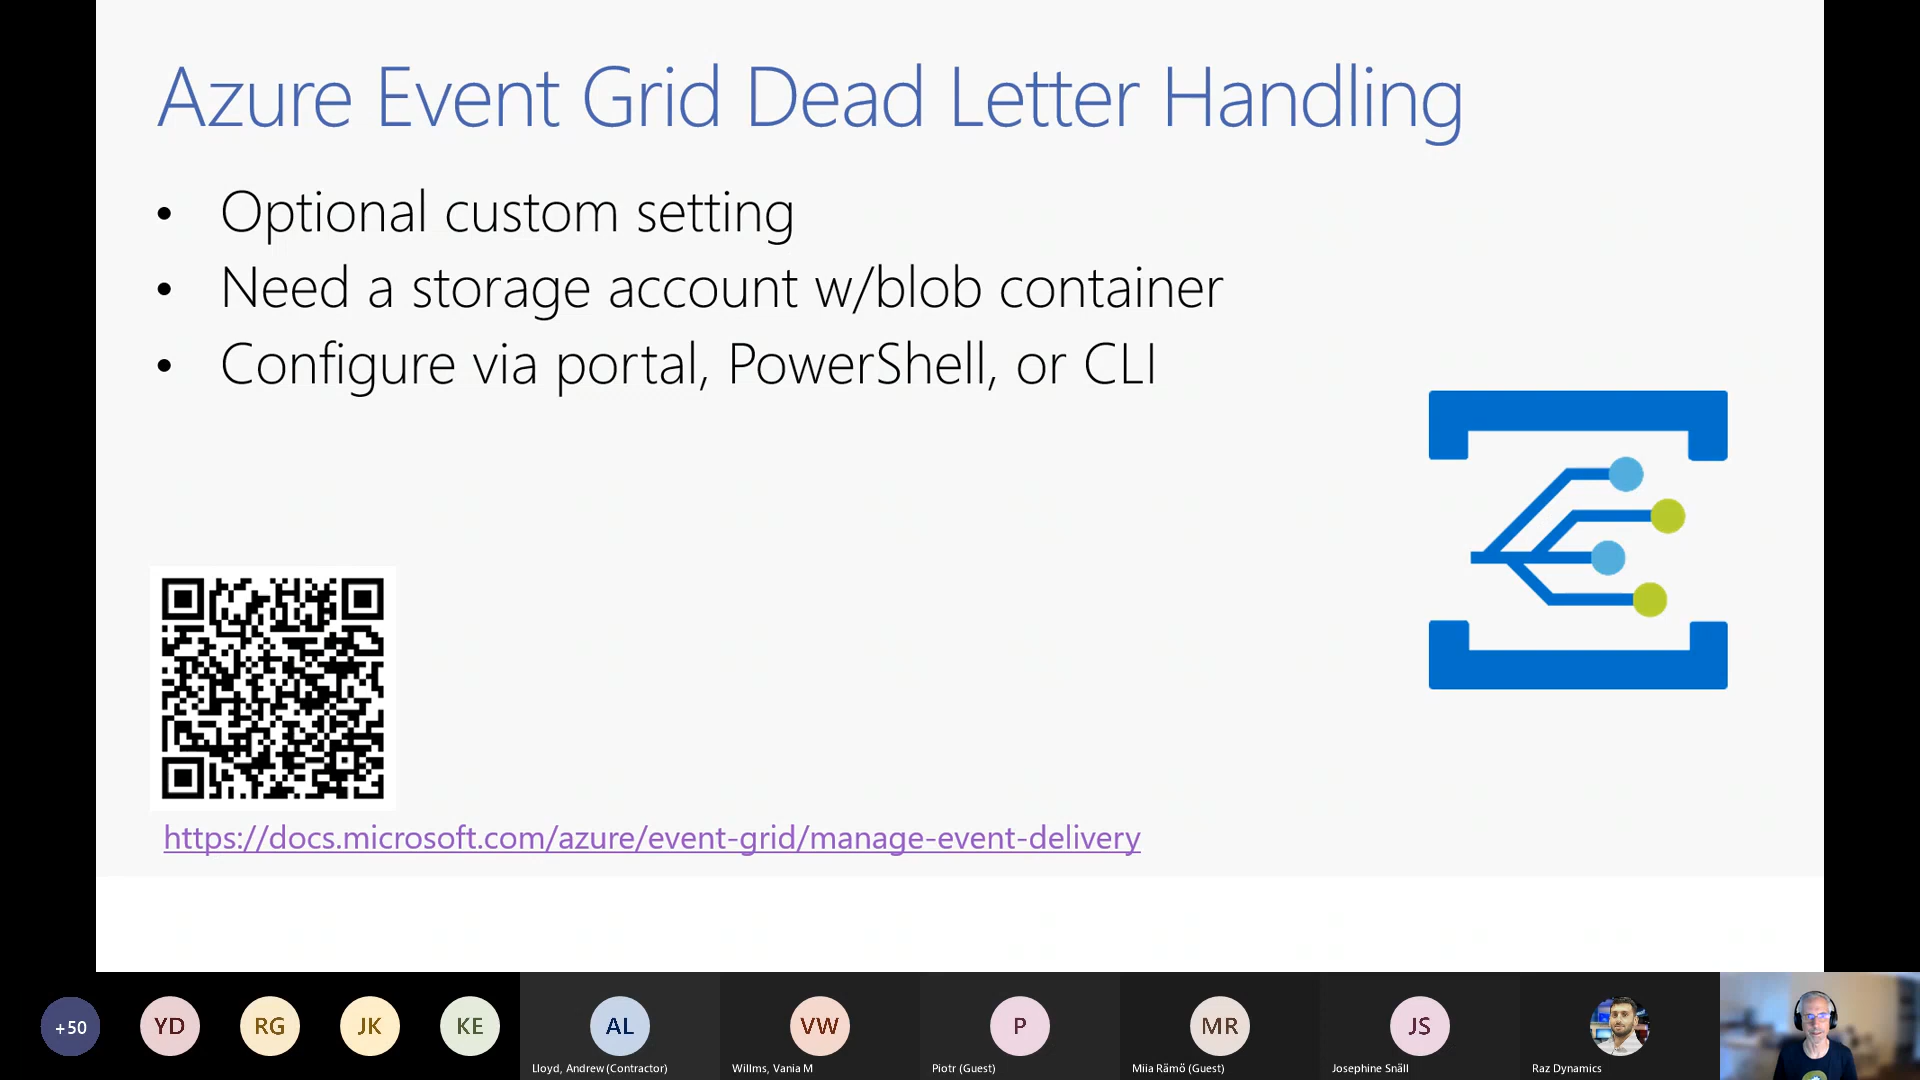 Azure Event Grid Dead Letter Handling
• Optional custom setting
• Need a storage account w/blob container
• Configure via portal, PowerShell, or CLI
https://docs.microsoft.com/azure/event-grid/manage-event-delivery
+50
YD
RG
JK
KE
AL
VW
P
MR
JS
Lloyd, Andrew (Contractor)
Willms, Vania M
Piotr (Guest)
Miia Rämö (Guest)
Josephine Snäll
Raz Dynamics